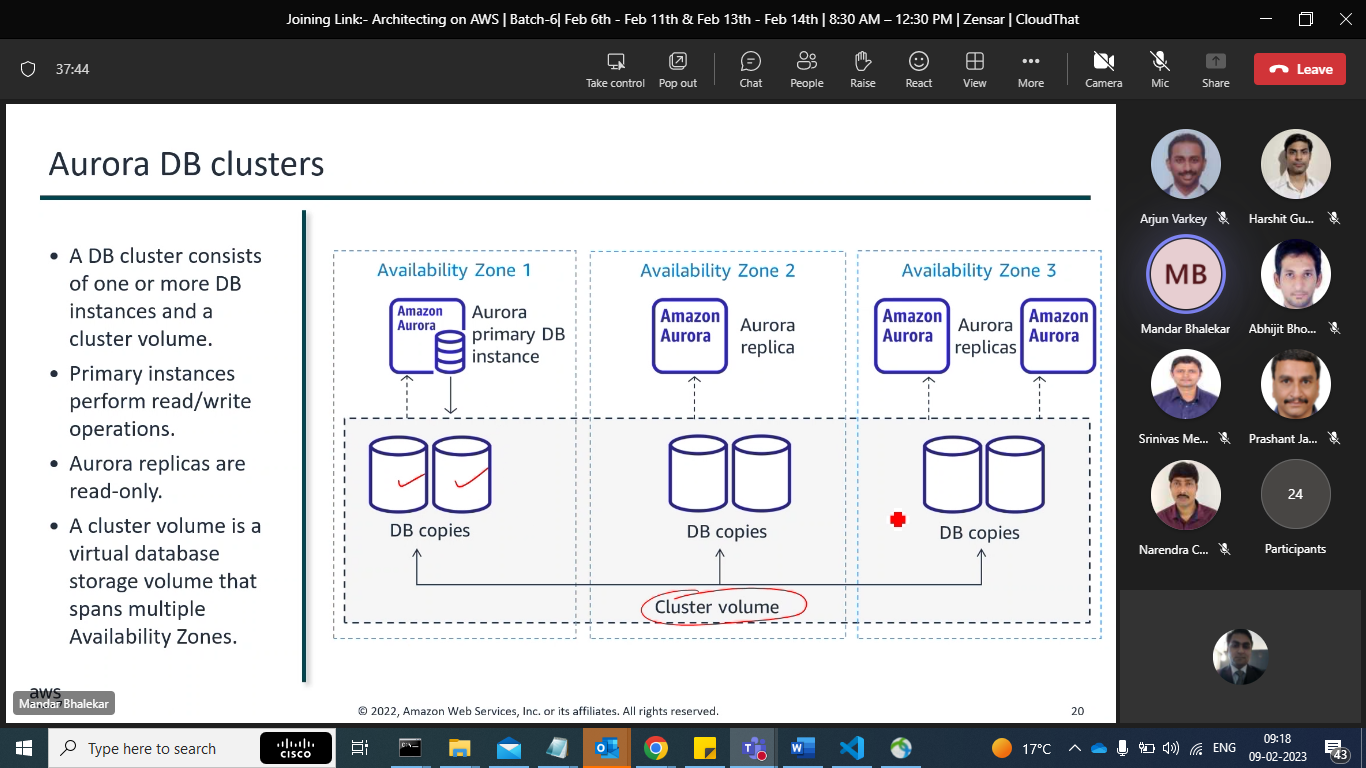 Joining Link:- Architecting on AWS | Batch-6| Feb 6th - Feb 11th & Feb 13th - Feb 14th | 8:30 AM – 12:30 PM | Zensar | CloudThat
37:44
Take control
Pop out
Chat
People
Raise
React
View
More
Camera
Mic
Share
Leave
Aurora DB clusters
• A DB cluster consists
of one or more DB
instances and a
cluster volume.
• Primary instances
perform read/write
operations.
• Aurora replicas are
read-only.
• A cluster volume is a
virtual database
storage volume that
spans multiple
Availability Zones.
Availability Zone 1
Amazon
Aurora
Aurora
primary DB
instance
DB copies
Availability Zone 2
Amazon
Aurora
Aurora
replica
DB copies
Availability Zone 3
Amazon
Aurora
Aurora
replicas
Amazon
Aurora
DB copies
Cluster volume
aws
Mandar Bhalekar
© 2022, Amazon Web Services, Inc. or its affiliates. All rights reserved.
20
Arjun Varkey
Harshit Gu...
MB
Mandar Bhalekar
Abhijit Bho...
Srinivas Me...
Prashant Ja...
Narendra C...
24
Participants
Type here to search
CISCO
17°C
ENG
09:18
09-02-2023
43